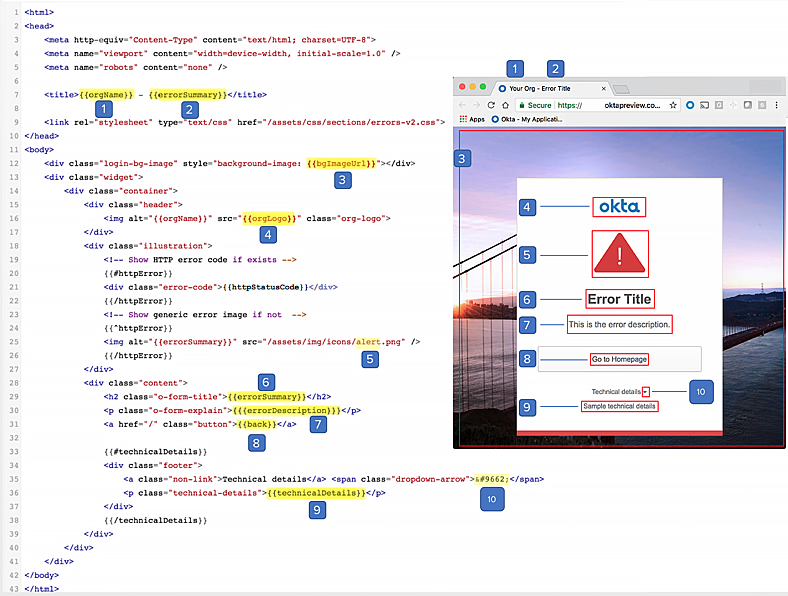 1 <html>
2 <head>
3 <meta http-equiv="Content-Type" content="text/html; charset=UTF-8">
4 <meta name="viewport" content="width=device-width, initial-scale=1.0" />
5 <meta name="robots" content="none" />
6
7 <title>{{orgName}} - {{errorSummary}}</title>
8
1 2
9 <link rel="stylesheet" type="text/css" href="/assets/css/sections/errors-v2.css">
10 </head>
11 <body>
12 <div class="login-bg-image" style="background-image: {{bgImageUrl}}"></div>
13 <div class="widget">
3
14 <div class="container">
15 <div class="header">
16 <img alt="{{orgName}}" src="{{orgLogo}}" class="org-logo">
17 </div>
4
18 <div class="illustration">
19 <!-- Show HTTP error code if exists -->
20 {{#httpError}}
21 <div class="error-code">{{httpStatusCode}}</div>
22 {{/httpError}}
23 <!-- Show generic error image if not -->
24 {{^httpError}}
25 <img alt="{{errorSummary}}" src="/assets/img/icons/alert.png" />
26 {{/httpError}}
5
27 </div>
28 <div class="content">
6
29 <h2 class="o-form-title">{{errorSummary}}</h2>
30 <p class="o-form-explain">{{{errorDescription}}}</p>
31 <a href="/" class="button">{{back}}</a>
7
32
8
33 {{#technicalDetails}}
34 <div class="footer">
35 <a class="non-link">Technical details</a> <span class="dropdown-arrow">&#9662;</span>
36 <p class="technical-details">{{technicalDetails}}</p>
10
37 </div>
9
38 {{/technicalDetails}}
39 </div>
40 </div>
41 </div>
42 </body>
43 </html>
1 2
Your Org - Error Title
Secure https:// oktapreview.co...
Apps Okta - My Applicati...
3
4 okta
5 !
6 Error Title
7 This is the error description.
8 Go to Homepage
Technical details 10
9 Sample technical details